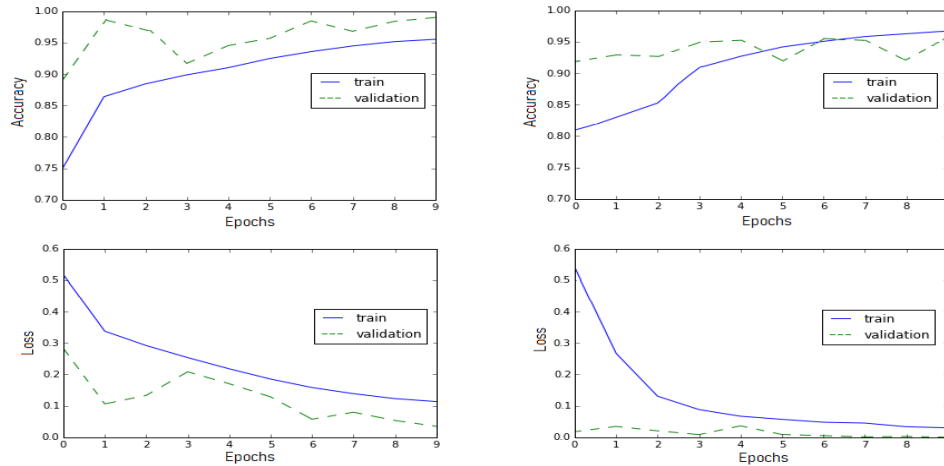 1.00
0.95
0.90
0.85
0.80
0.75
0.70
Accuracy
train
validation
0 1 2 3 4 5 6 7 8 9
Epochs
1.00
0.95
0.90
0.85
0.80
0.75
0.70
Accuracy
train
validation
0 1 2 3 4 5 6 7 8
Epochs
0.6
0.5
0.4
0.3
0.2
0.1
0.0
Loss
train
validation
0 1 2 3 4 5 6 7 8 9
Epochs
0.6
0.5
0.4
0.3
0.2
0.1
0.0
Loss
train
validation
0 1 2 3 4 5 6 7 8
Epochs